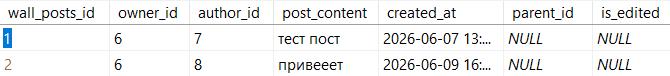 wall_posts_id owner_id author_id post_content created_at parent_id is_edited
1 6 7 тест пост 2026-06-07 13:... NULL NULL
2 6 8 привееет 2026-06-09 16:... NULL NULL